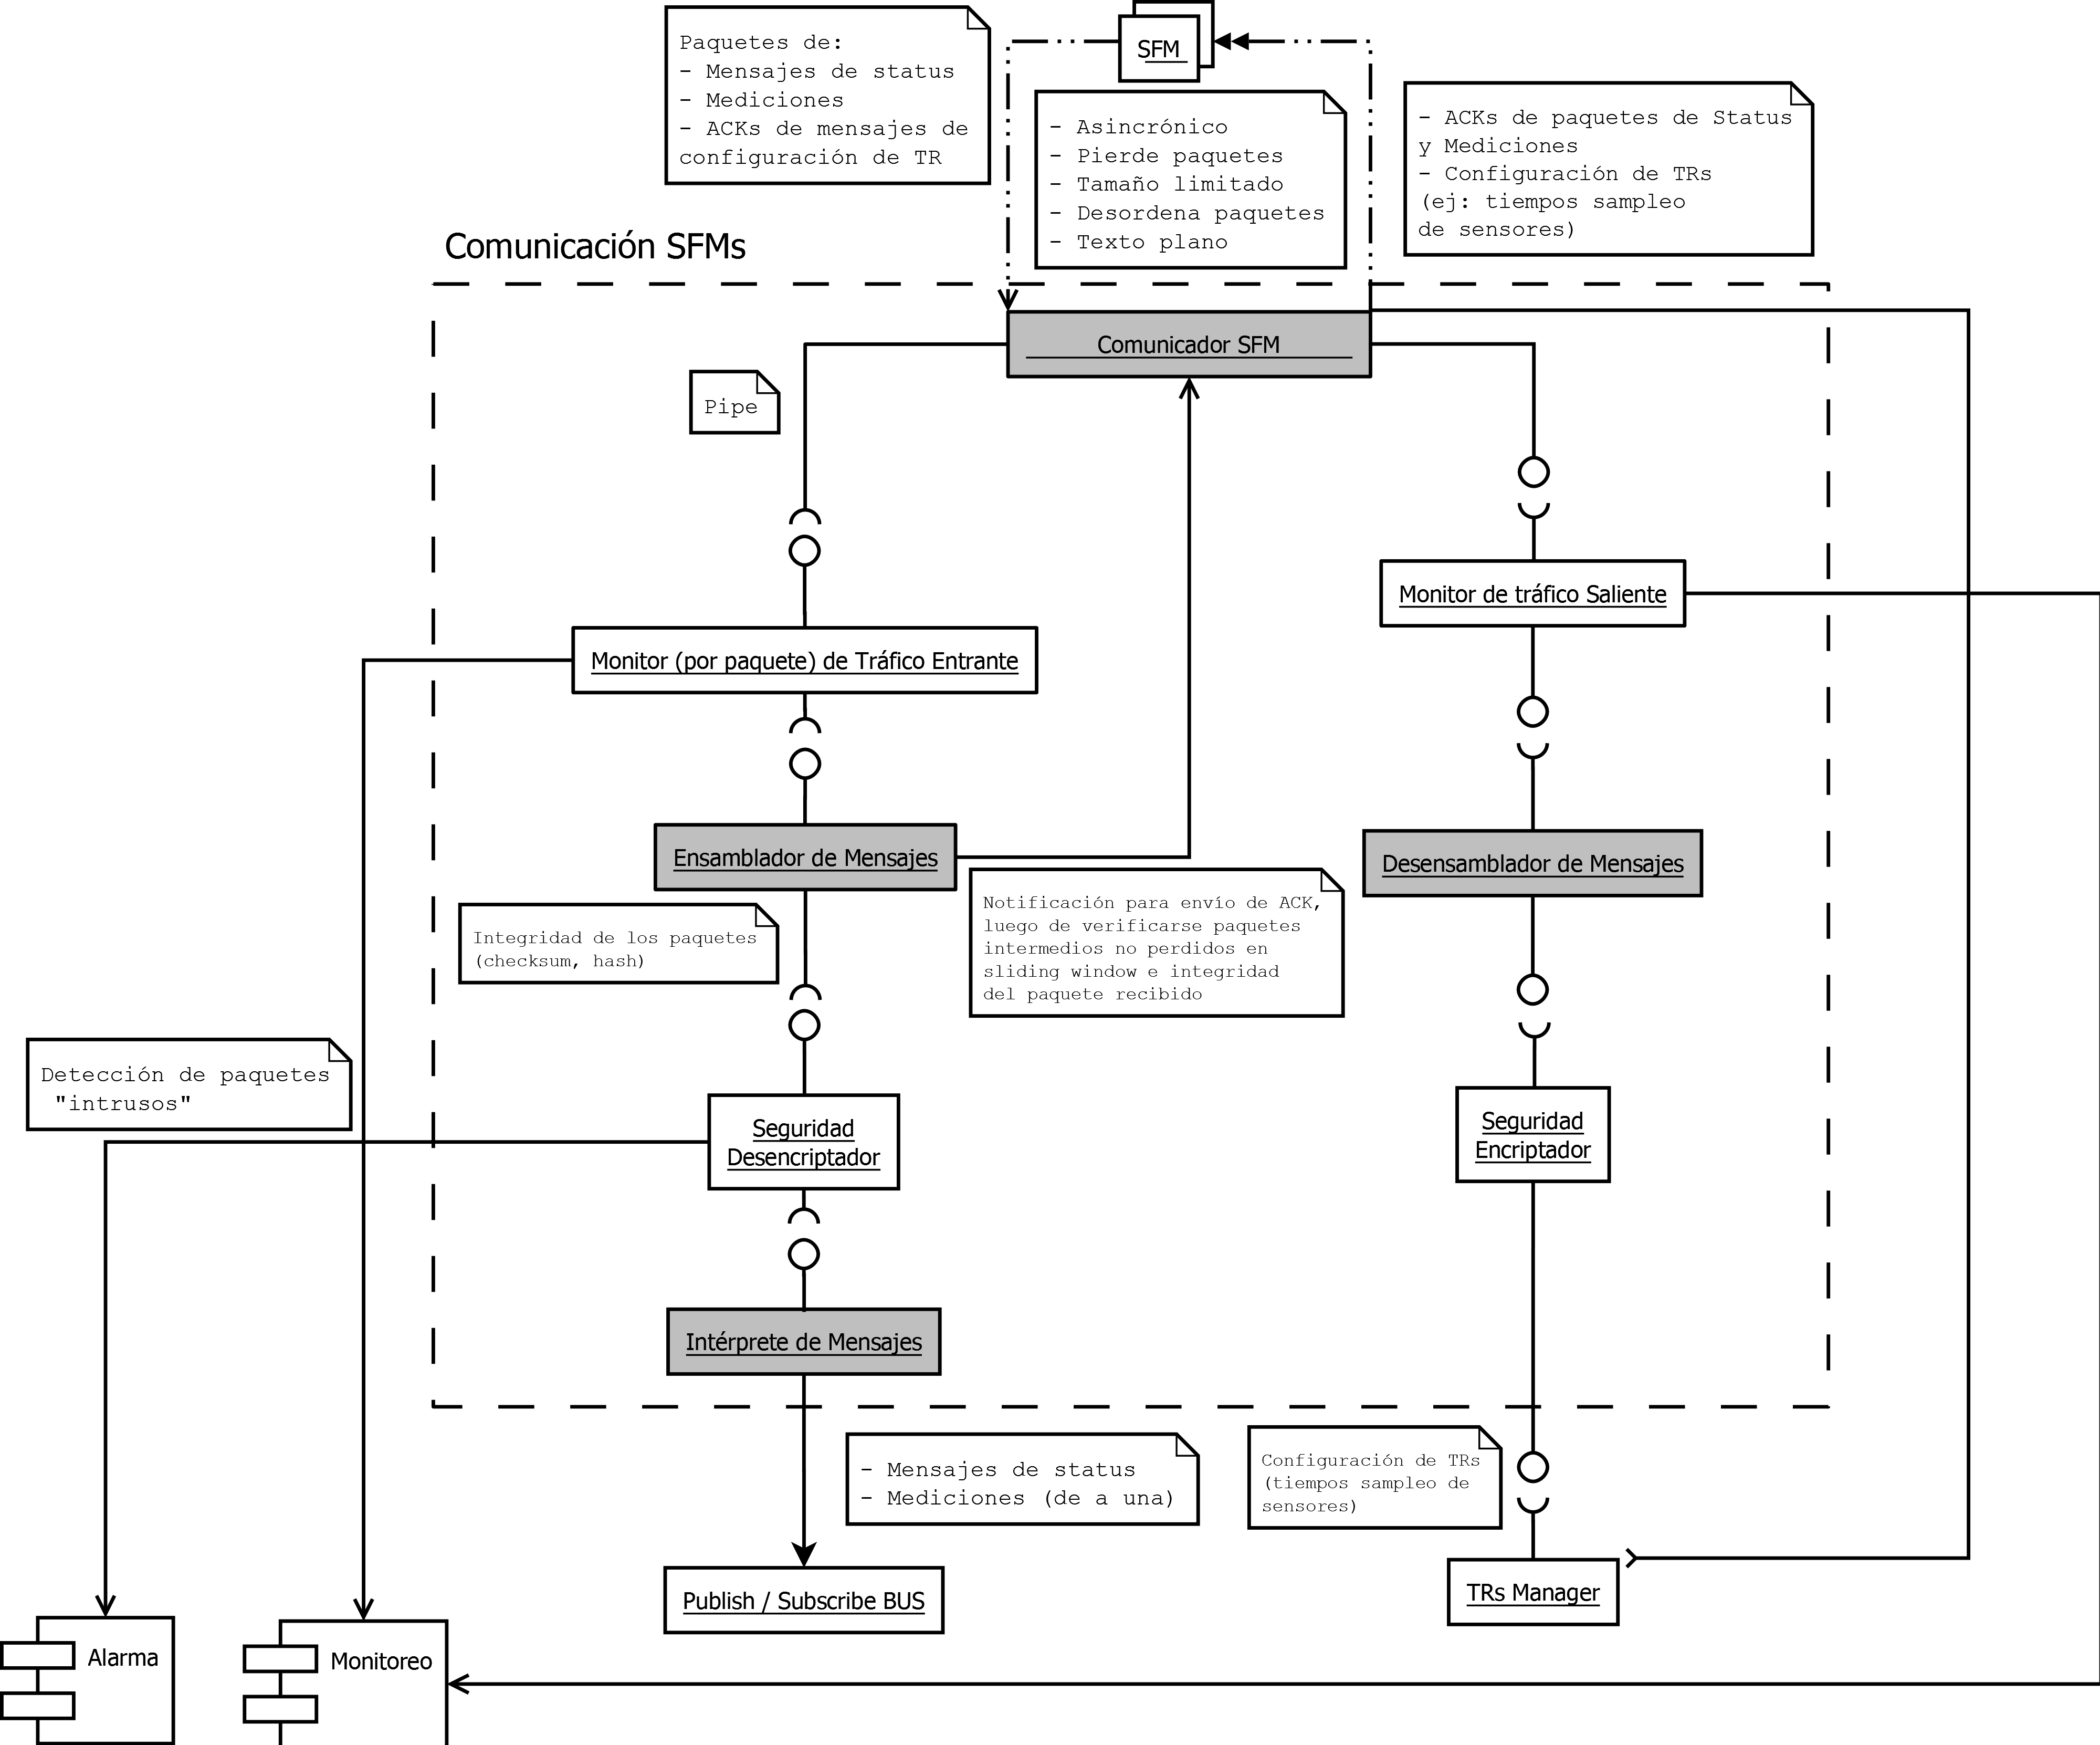 Paquetes de:
- Mensajes de status
- Mediciones
- ACKs de mensajes de
configuración de TR
SFM
- Asincrónico
- Pierde paquetes
- Tamaño limitado
- Desordena paquetes
- Texto plano
- ACKs de paquetes de Status
y Mediciones
- Configuración de TRs
(ej: tiempos sampleo
de sensores)
Comunicación SFMs
Comunicador SFM
Pipe
Monitor de tráfico Saliente
Monitor (por paquete) de Tráfico Entrante
Ensamblador de Mensajes
Desensamblador de Mensajes
Integridad de los paquetes
(checksum, hash)
Notificación para envío de ACK,
luego de verificarse paquetes
intermedios no perdidos en
sliding window e integridad
del paquete recibido
Detección de paquetes
"intrusos"
Seguridad
Desencriptador
Seguridad
Encriptador
Intérprete de Mensajes
- Mensajes de status
- Mediciones (de a una)
Configuración de TRs
(tiempos sampleo de
sensores)
Publish / Subscribe BUS
TRs Manager
Alarma
Monitoreo